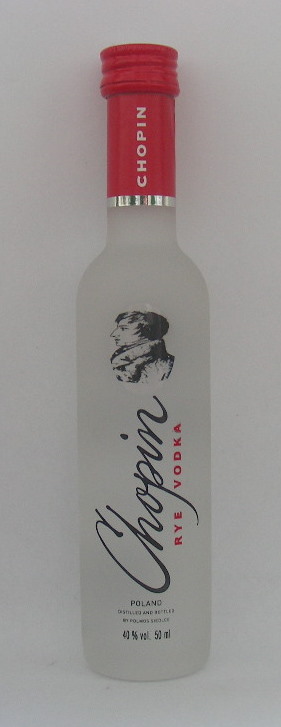 CHOPIN
Chopin
RYE VODKA
POLAND
DISTILLED AND BOTTLED
BY POLMOS SIEDLCE
40 % vol. 50 ml